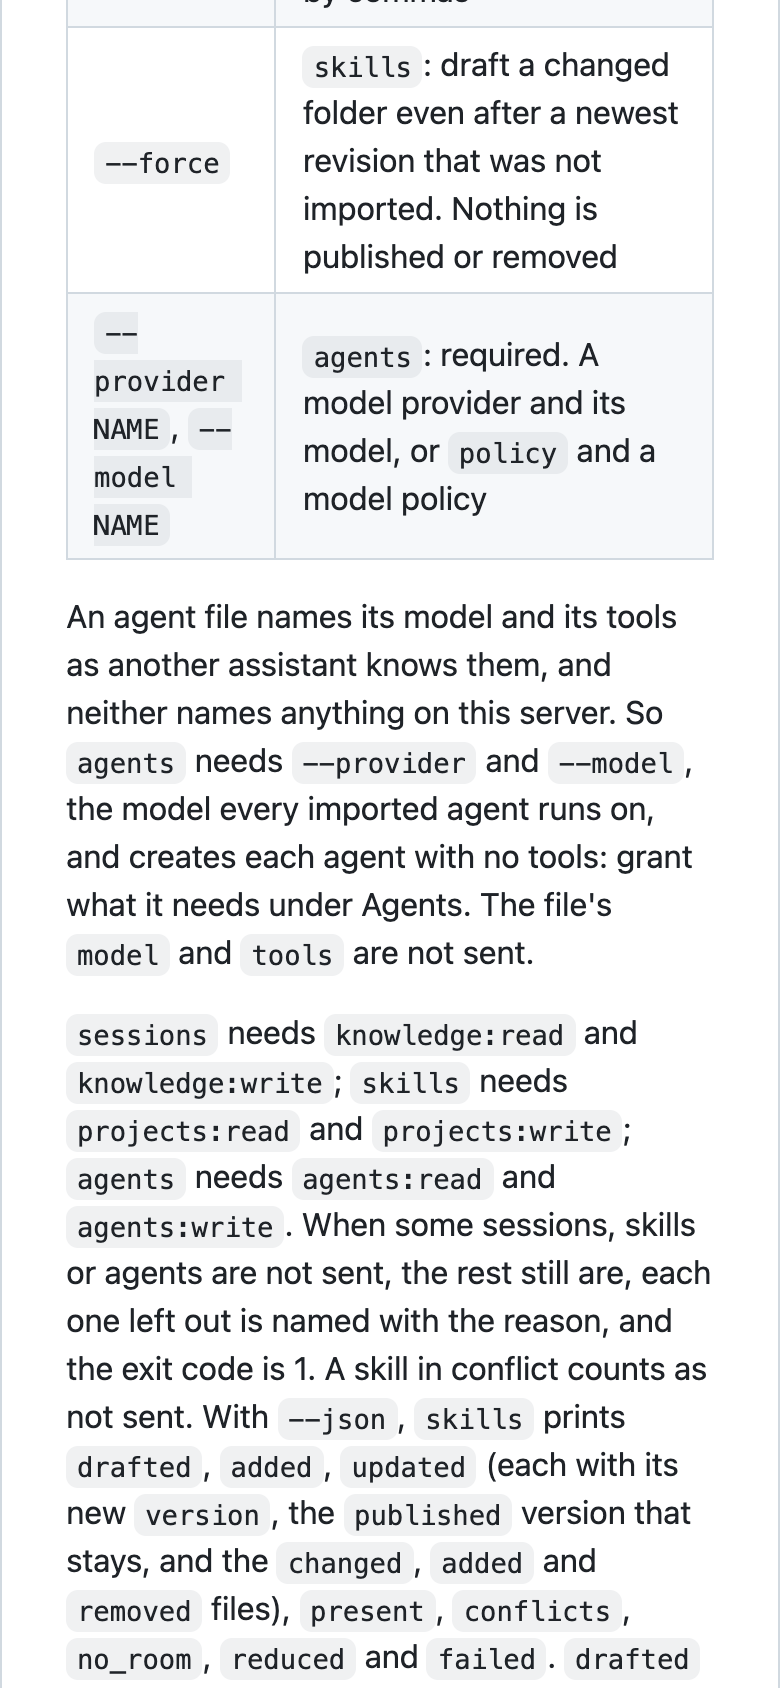 by commas
skills: draft a changed
folder even after a newest
--force
revision that was not
imported. Nothing is
published or removed
--
provider
NAME, --
model
NAME
agents: required. A
model provider and its
model, or policy and a
model policy
An agent file names its model and its tools
as another assistant knows them, and
neither names anything on this server. So
agents needs --provider and --model,
the model every imported agent runs on,
and creates each agent with no tools: grant
what it needs under Agents. The file's
model and tools are not sent.
sessions needs knowledge:read and
knowledge:write; skills needs
projects:read and projects:write;
agents needs agents:read and
agents:write. When some sessions, skills
or agents are not sent, the rest still are, each
one left out is named with the reason, and
the exit code is 1. A skill in conflict counts as
not sent. With --json, skills prints
drafted, added, updated (each with its
new version, the published version that
stays, and the changed, added and
removed files), present, conflicts,
no_room, reduced and failed. drafted